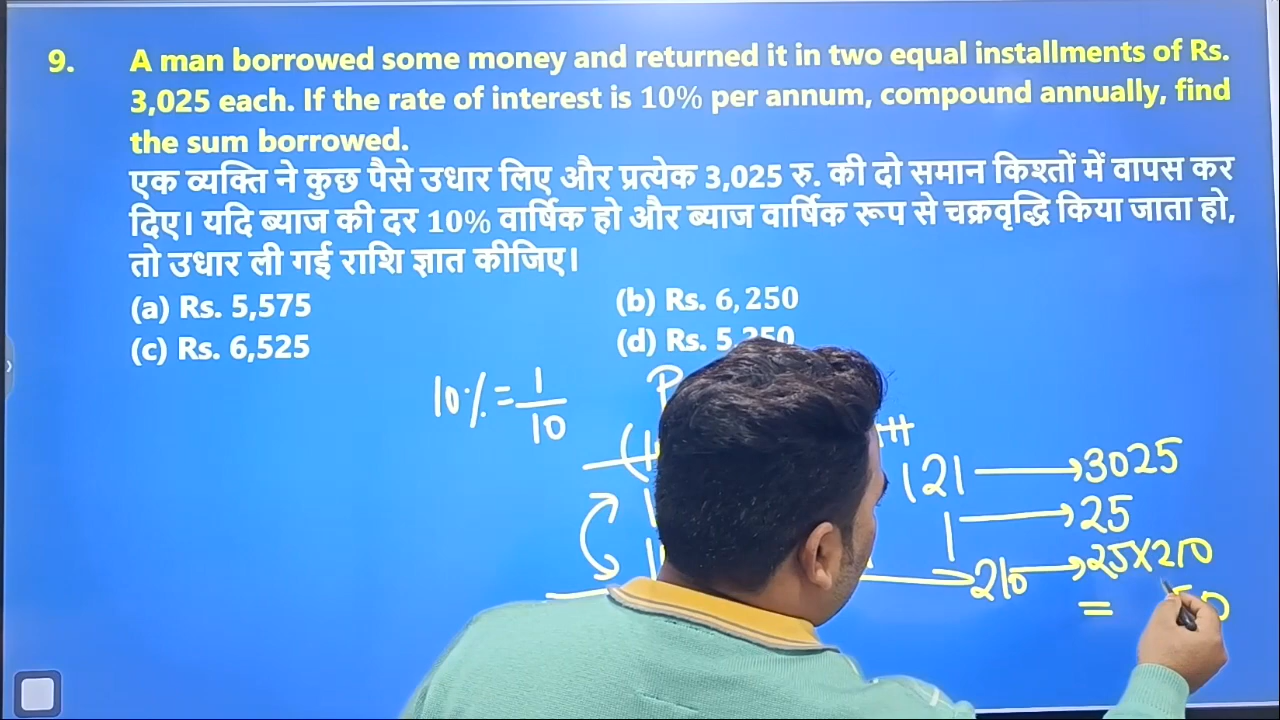 9. A man borrowed some money and returned it in two equal installments of Rs.
3,025 each. If the rate of interest is 10% per annum, compound annually, find
the sum borrowed.
एक व्यक्ति ने कुछ पैसे उधार लिए और प्रत्येक 3,025 रु. की दो समान किश्तों में वापस कर
दिए। यदि ब्याज की दर 10% वार्षिक हो और ब्याज वार्षिक रूप से चक्रवृद्धि किया जाता हो,
तो उधार ली गई राशि ज्ञात कीजिए।
(a) Rs. 5,575 (b) Rs. 6,250
(c) Rs. 6,525 (d) Rs.
10% = 1/10 P
121 → 3025
1 → 25
210 → 25×210
=